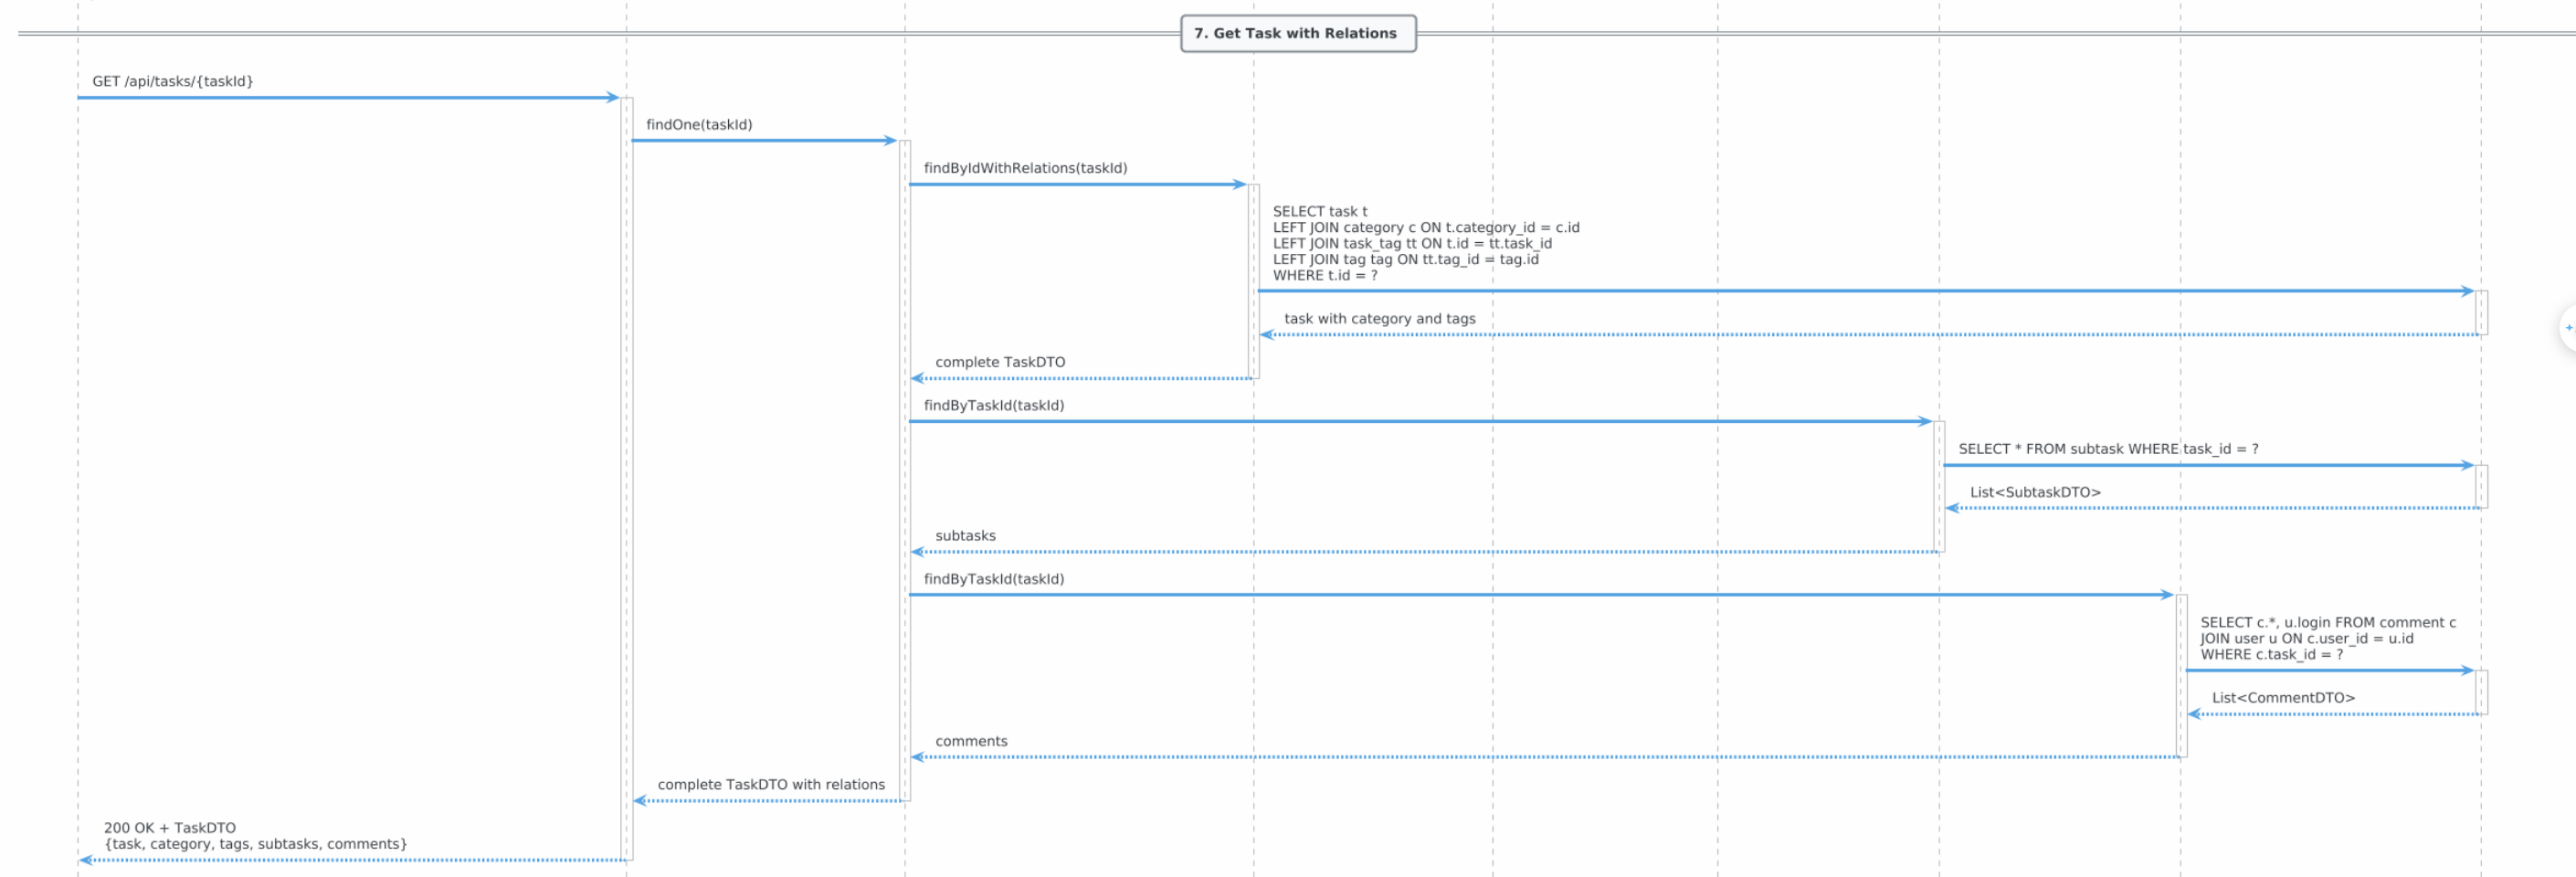 7. Get Task with Relations
GET /api/tasks/{taskId}
findOne(taskId)
findByIdWithRelations(taskId)
SELECT task t
LEFT JOIN category c ON t.category_id = c.id
LEFT JOIN task_tag tt ON t.id = tt.task_id
LEFT JOIN tag tag ON tt.tag_id = tag.id
WHERE t.id = ?
task with category and tags
complete TaskDTO
findByTaskId(taskId)
SELECT * FROM subtask WHERE task_id = ?
List<SubtaskDTO>
subtasks
findByTaskId(taskId)
SELECT c.*, u.login FROM comment c
JOIN user u ON c.user_id = u.id
WHERE c.task_id = ?
List<CommentDTO>
comments
complete TaskDTO with relations
200 OK + TaskDTO
{task, category, tags, subtasks, comments}